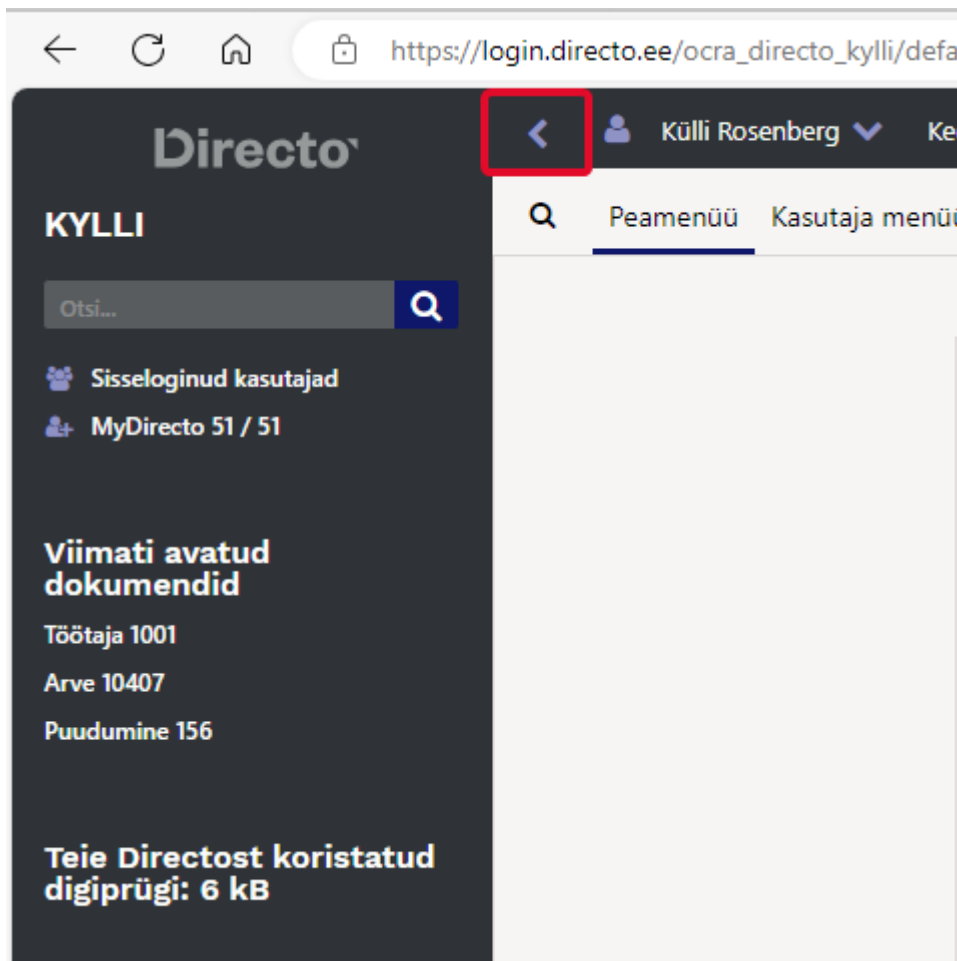 https://login.directo.ee/ocra_directo_kylli/defa
Directo
Külli Rosenberg
KYLLI
Peamenüü Kasutaja menüü
Otsi...
Sisseloginud kasutajad
MyDirecto 51 / 51
Viimati avatud
dokumendid
Töötaja 1001
Arve 10407
Puudumine 156
Teie Directost koristatud
digiprügi: 6 kB